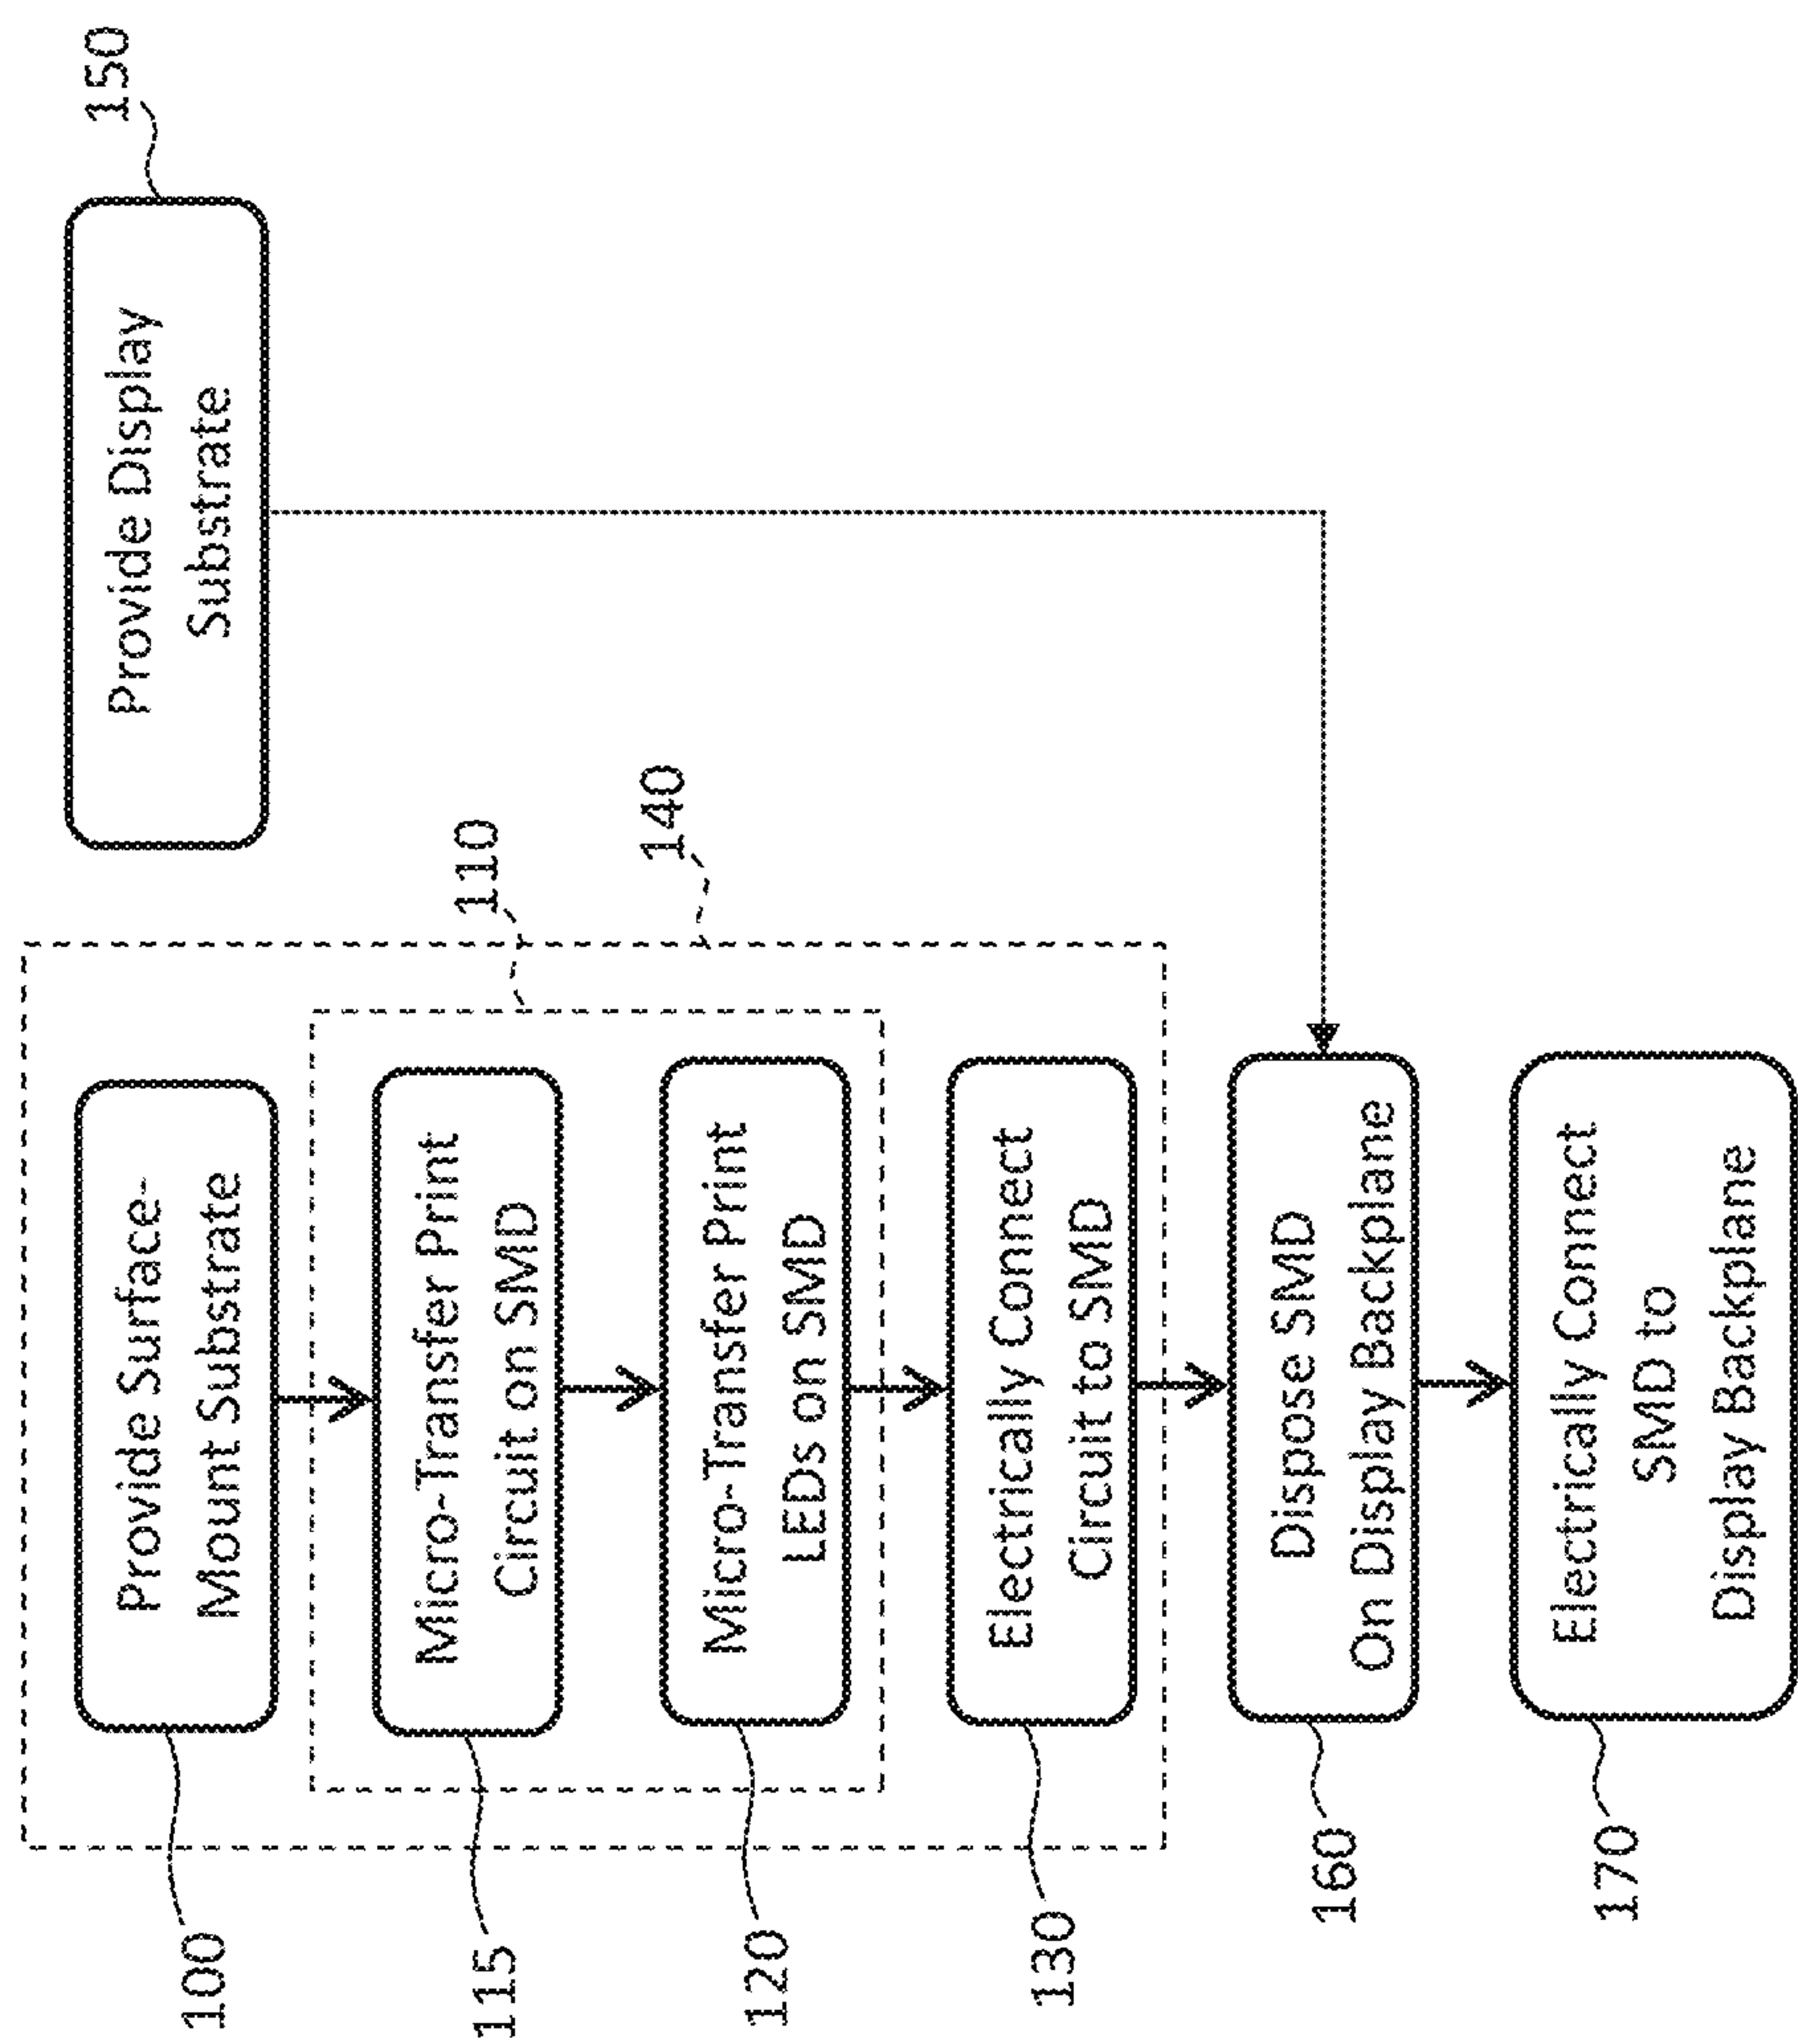 100
Provide Surface-
Mount Substrate
110
115
Micro-Transfer Print
Circuit on SMD
140
120
Micro-Transfer Print
LEDs on SMD
130
Electrically Connect
Circuit to SMD
150
Provide Display
Substrate
160
Dispose SMD
On Display Backplane
170
Electrically Connect
SMD to
Display Backplane